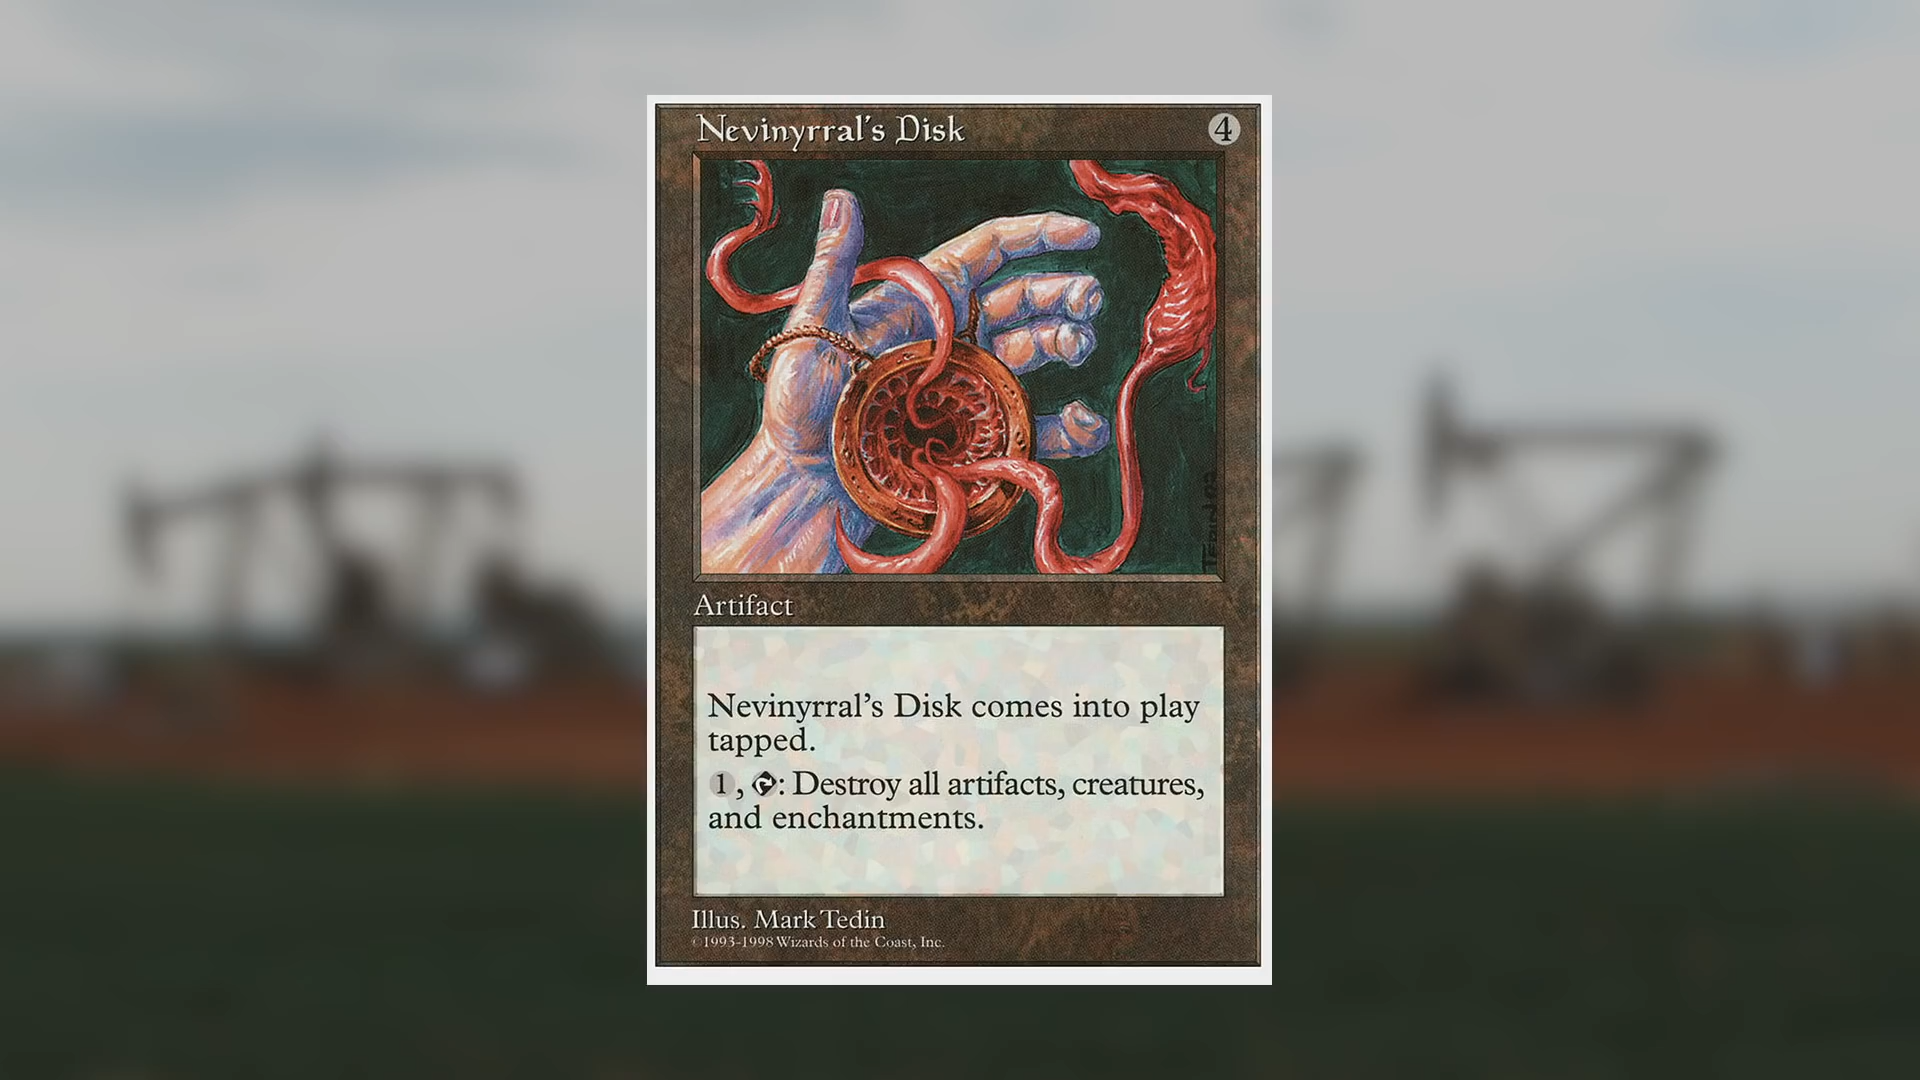 Nevinyrral's Disk 4
Artifact
Nevinyrral's Disk comes into play
tapped.
1, : Destroy all artifacts, creatures,
and enchantments.
Illus. Mark Tedin
©1993-1998 Wizards of the Coast, Inc.